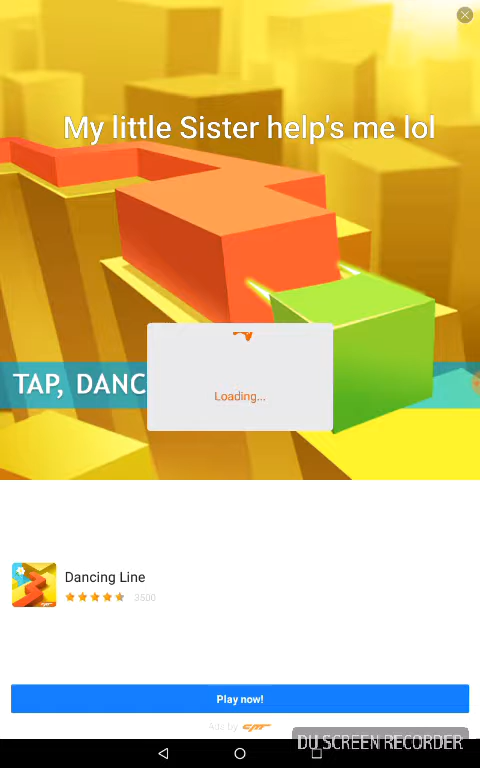 My little Sister help's me lol
TAP, DANC
Loading...
Dancing Line
3500
Play now!
Ads by CM
DU SCREEN RECORDER